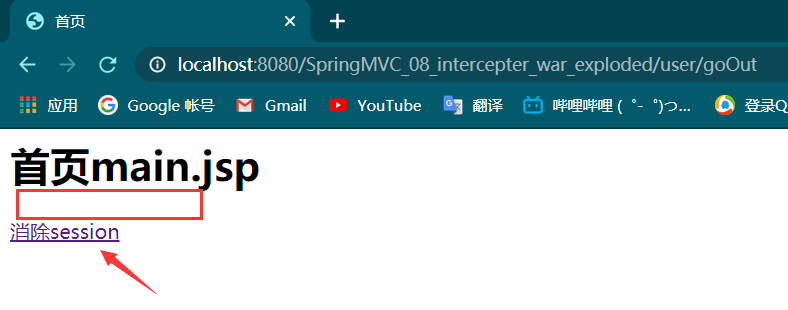 首页
localhost:8080/SpringMVC_08_intercepter_war_exploded/user/goOut
应用 Google 帐号 Gmail YouTube 翻译 哔哩哔哩 (゜-゜)つ... 登录Q
首页main.jsp
消除session